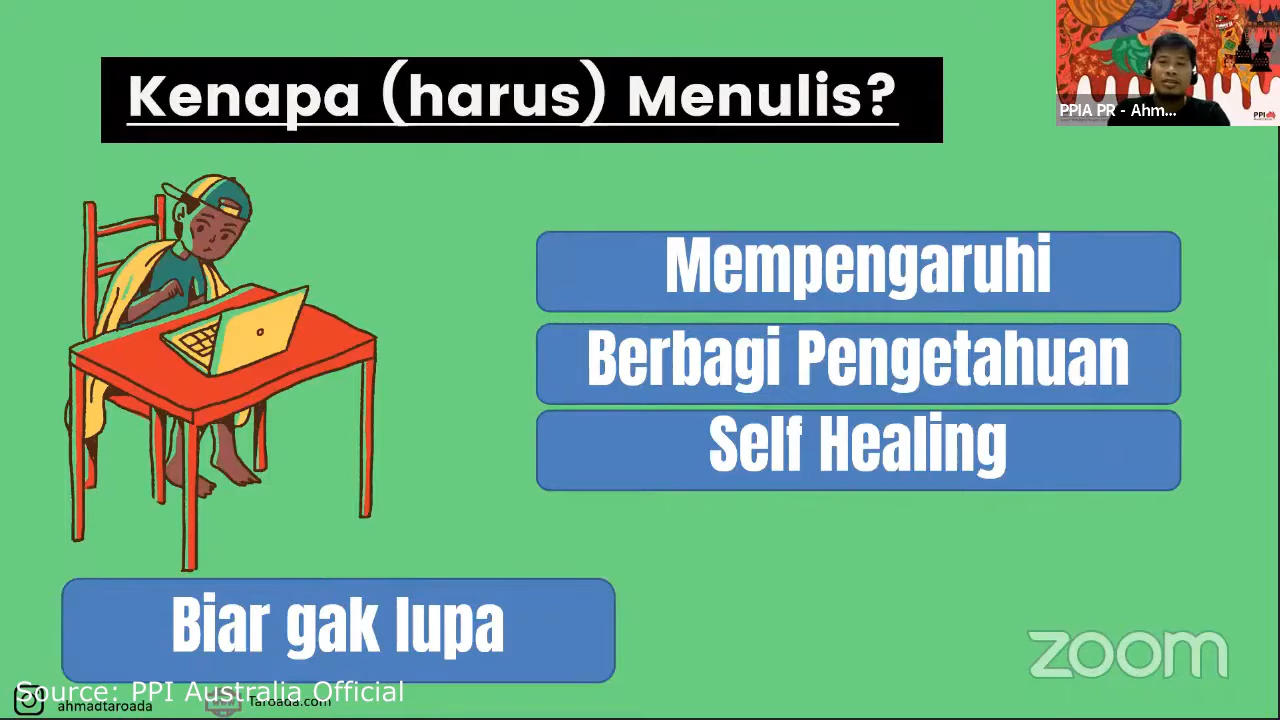 Kenapa (harus) Menulis?
PPIA PR - Ahm...
PPI
Mempengaruhi
Berbagi Pengetahuan
Self Healing
Biar gak lupa
zoom
Source: PPI Australia Official
ahmadtaroada
Taroada.com